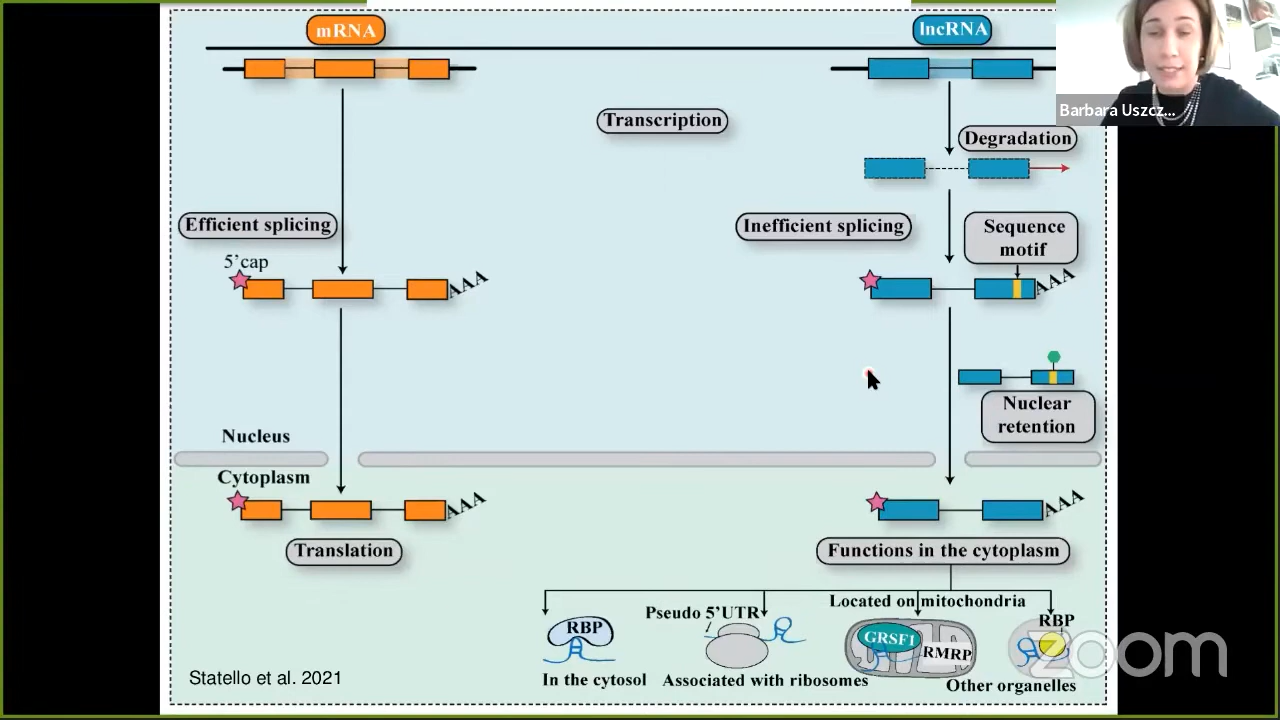 mRNA
lncRNA
Barbara Uszcz...
Transcription
Degradation
Efficient splicing
Inefficient splicing
Sequence
motif
5'cap
AAA
AAA
Nuclear
retention
Nucleus
Cytoplasm
AAA
AAA
Translation
Functions in the cytoplasm
Located on mitochondria
Pseudo 5'UTR
RBP
RBP
GRSF1
RMRP
In the cytosol
Associated with ribosomes
Other organelles
Statello et al. 2021
zoom